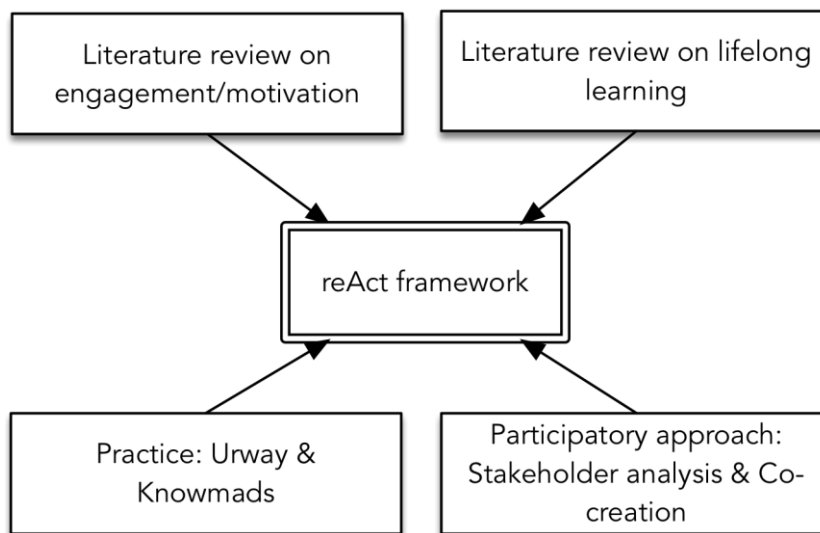 Literature review on
engagement/motivation
Literature review on lifelong
learning
reAct framework
Practice: Urway &
Knowmads
Participatory approach:
Stakeholder analysis & Co-
creation